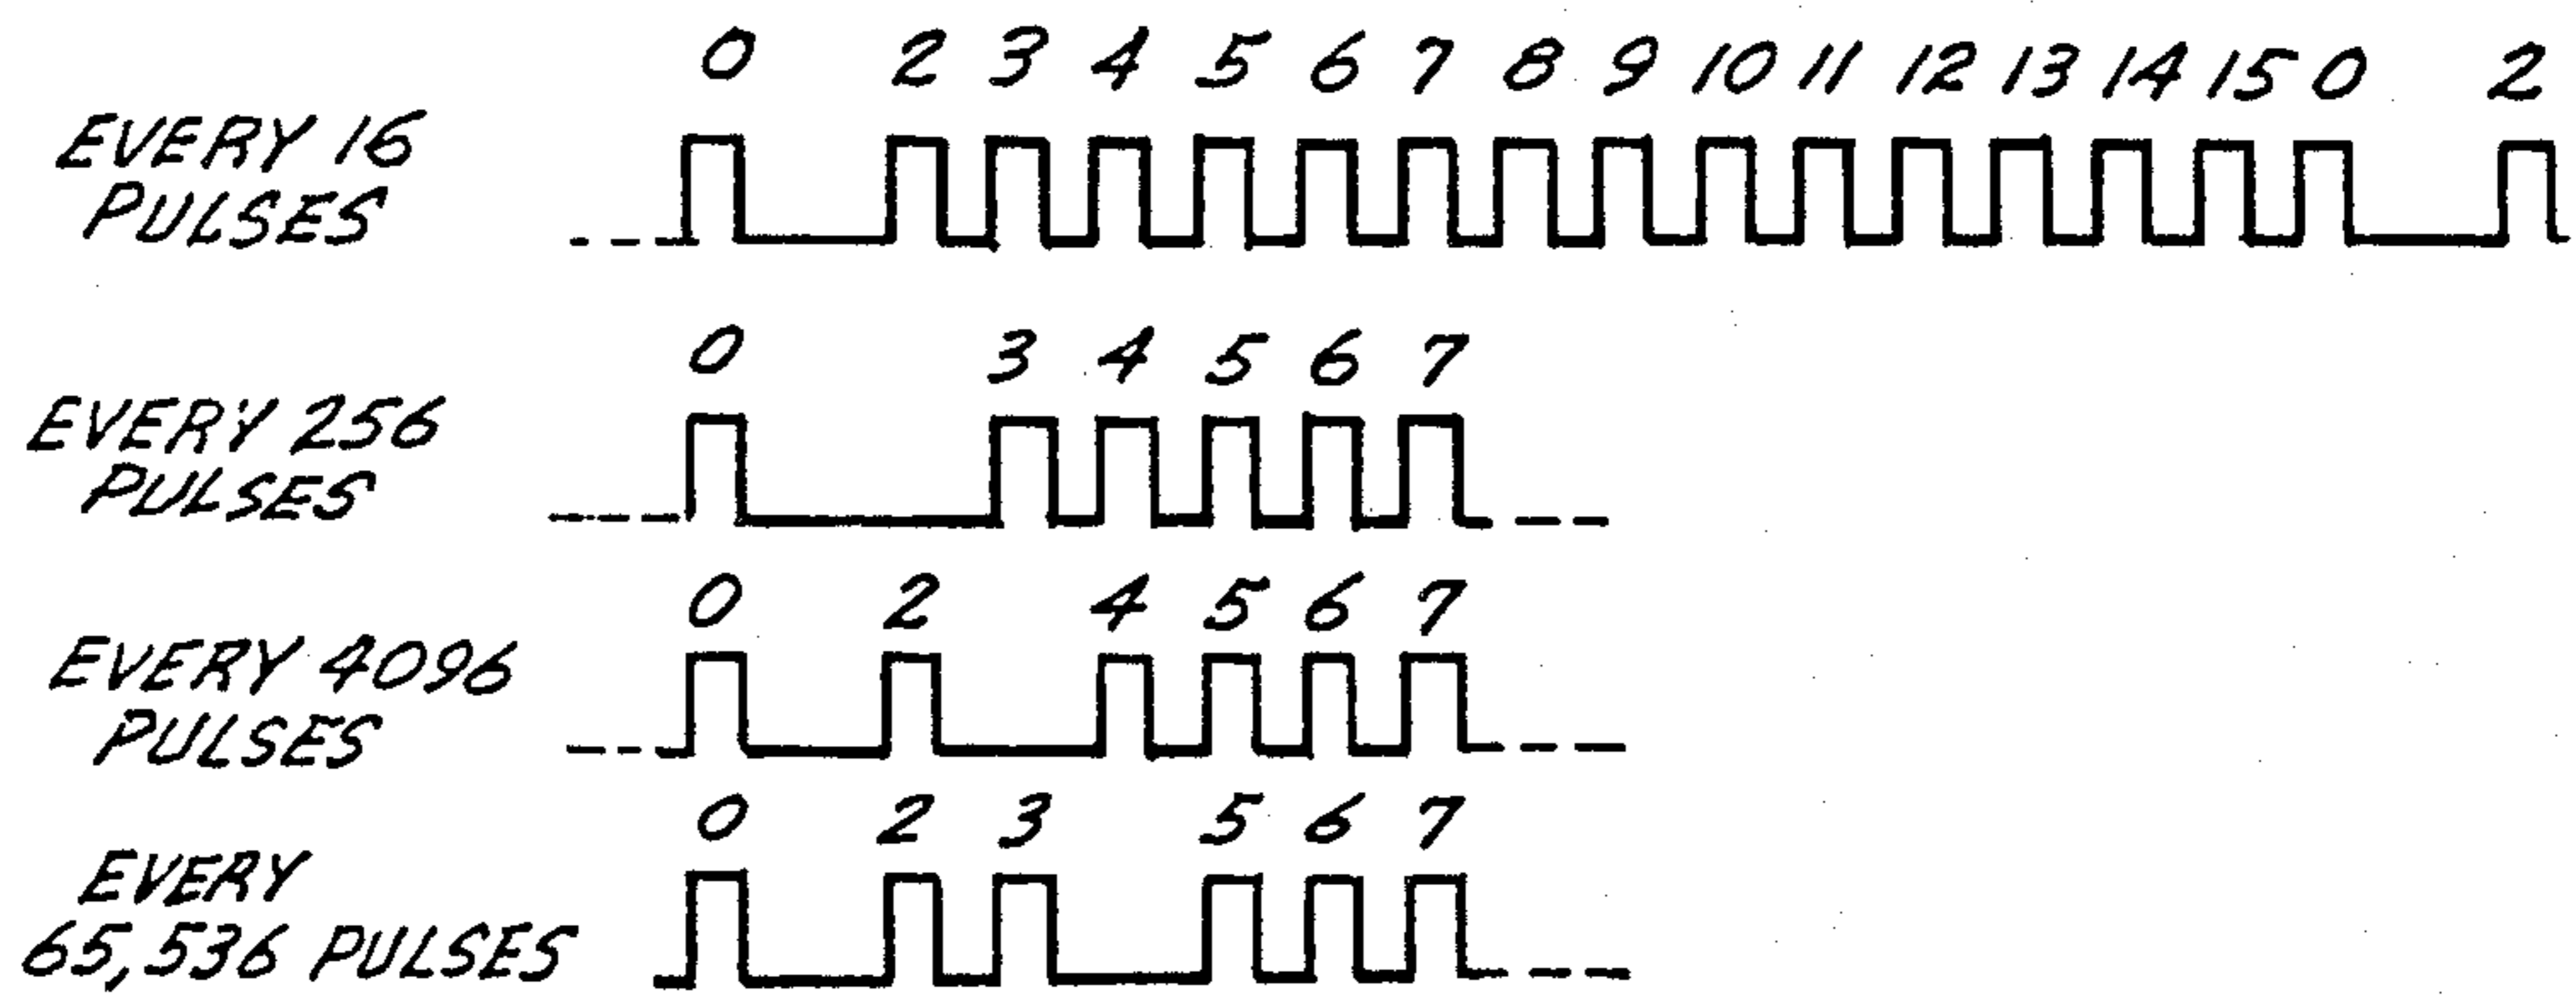 0 2 3 4 5 6 7 8 9 10 11 12 13 14 15 0 2
EVERY 16
PULSES
0 3 4 5 6 7
EVERY 256
PULSES
0 2 4 5 6 7
EVERY 4096
PULSES
0 2 3 5 6 7
EVERY
65,536 PULSES